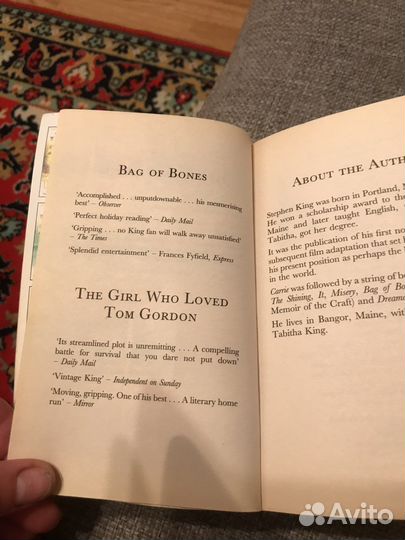 BAG OF BONES
'Accomplished . . . unputdownable . . . his mesmerising
best' – Observer
'Perfect holiday reading' – Daily Mail
'Gripping . . . no King fan will walk away unsatisfied'
– The Times
'Splendid entertainment' – Frances Fyfield, Express
THE GIRL WHO LOVED
TOM GORDON
'Its streamlined plot is unremitting . . . A compelling
battle for survival that you dare not put down'
– Daily Mail
'Vintage King' – Independent on Sunday
'Moving, gripping. One of his best . . . A literary home
run' – Mirror
ABOUT THE AUTH
Stephen King was born in Portland, M
He won a scholarship award to the
Maine and later taught English,
Tabitha, got her degree.
It was the publication of his first no
subsequent film adaptation that set h
his present position as perhaps the
in the world.
Carrie was followed by a string of be
The Shining, It, Misery, Bag of Bo
Memoir of the Craft) and Dream
He lives in Bangor, Maine, with
Tabitha King.
Avito